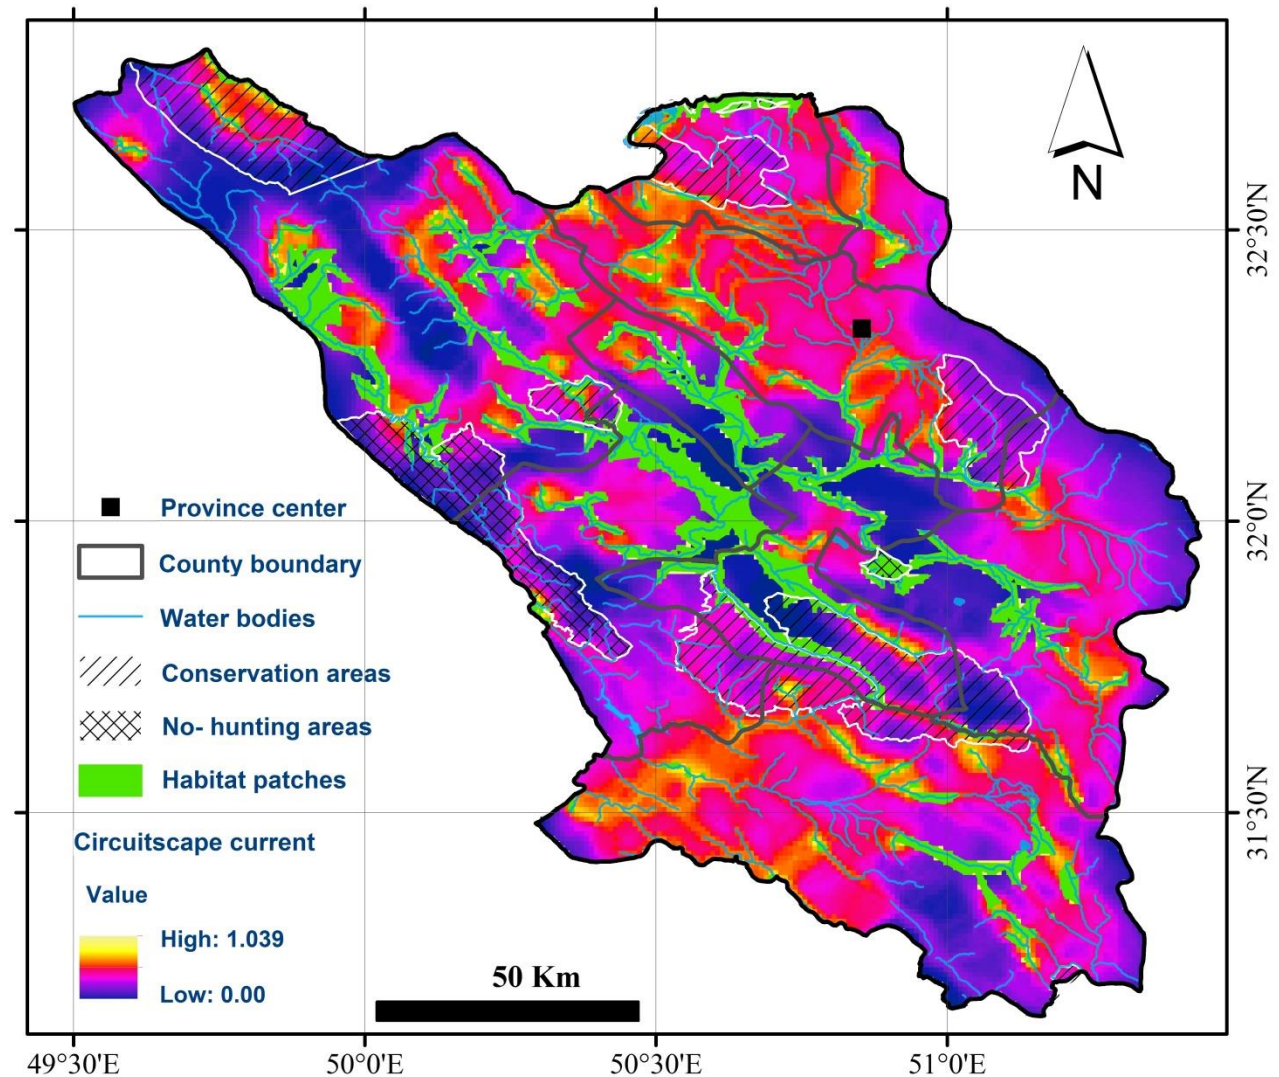 N
32°30'N
Province center
32°0'N
County boundary
Water bodies
Conservation areas
No- hunting areas
Habitat patches
31°30'N
Circuitscape current
Value
High: 1.039
Low: 0.00
50 Km
49°30'E
50°0'E
50°30'E
51°0'E